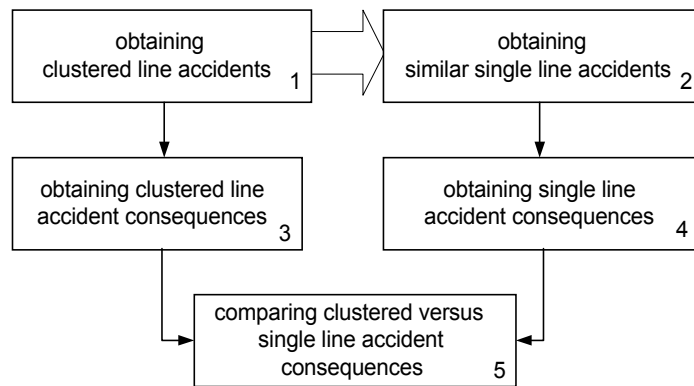 obtaining
clustered line accidents
1
obtaining
similar single line accidents
2
obtaining clustered line
accident consequences
3
obtaining single line
accident consequences
4
comparing clustered versus
single line accident
consequences
5